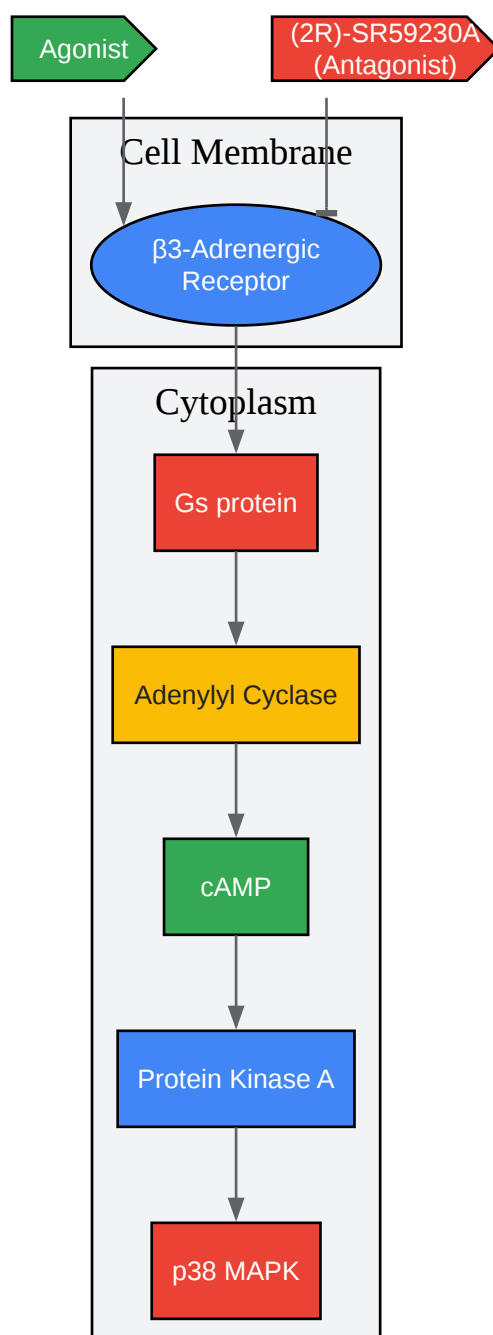 Agonist
(2R)-SR59230A
(Antagonist)
Cell Membrane
β3-Adrenergic
Receptor
Cytoplasm
Gs protein
Adenylyl Cyclase
cAMP
Protein Kinase A
p38 MAPK